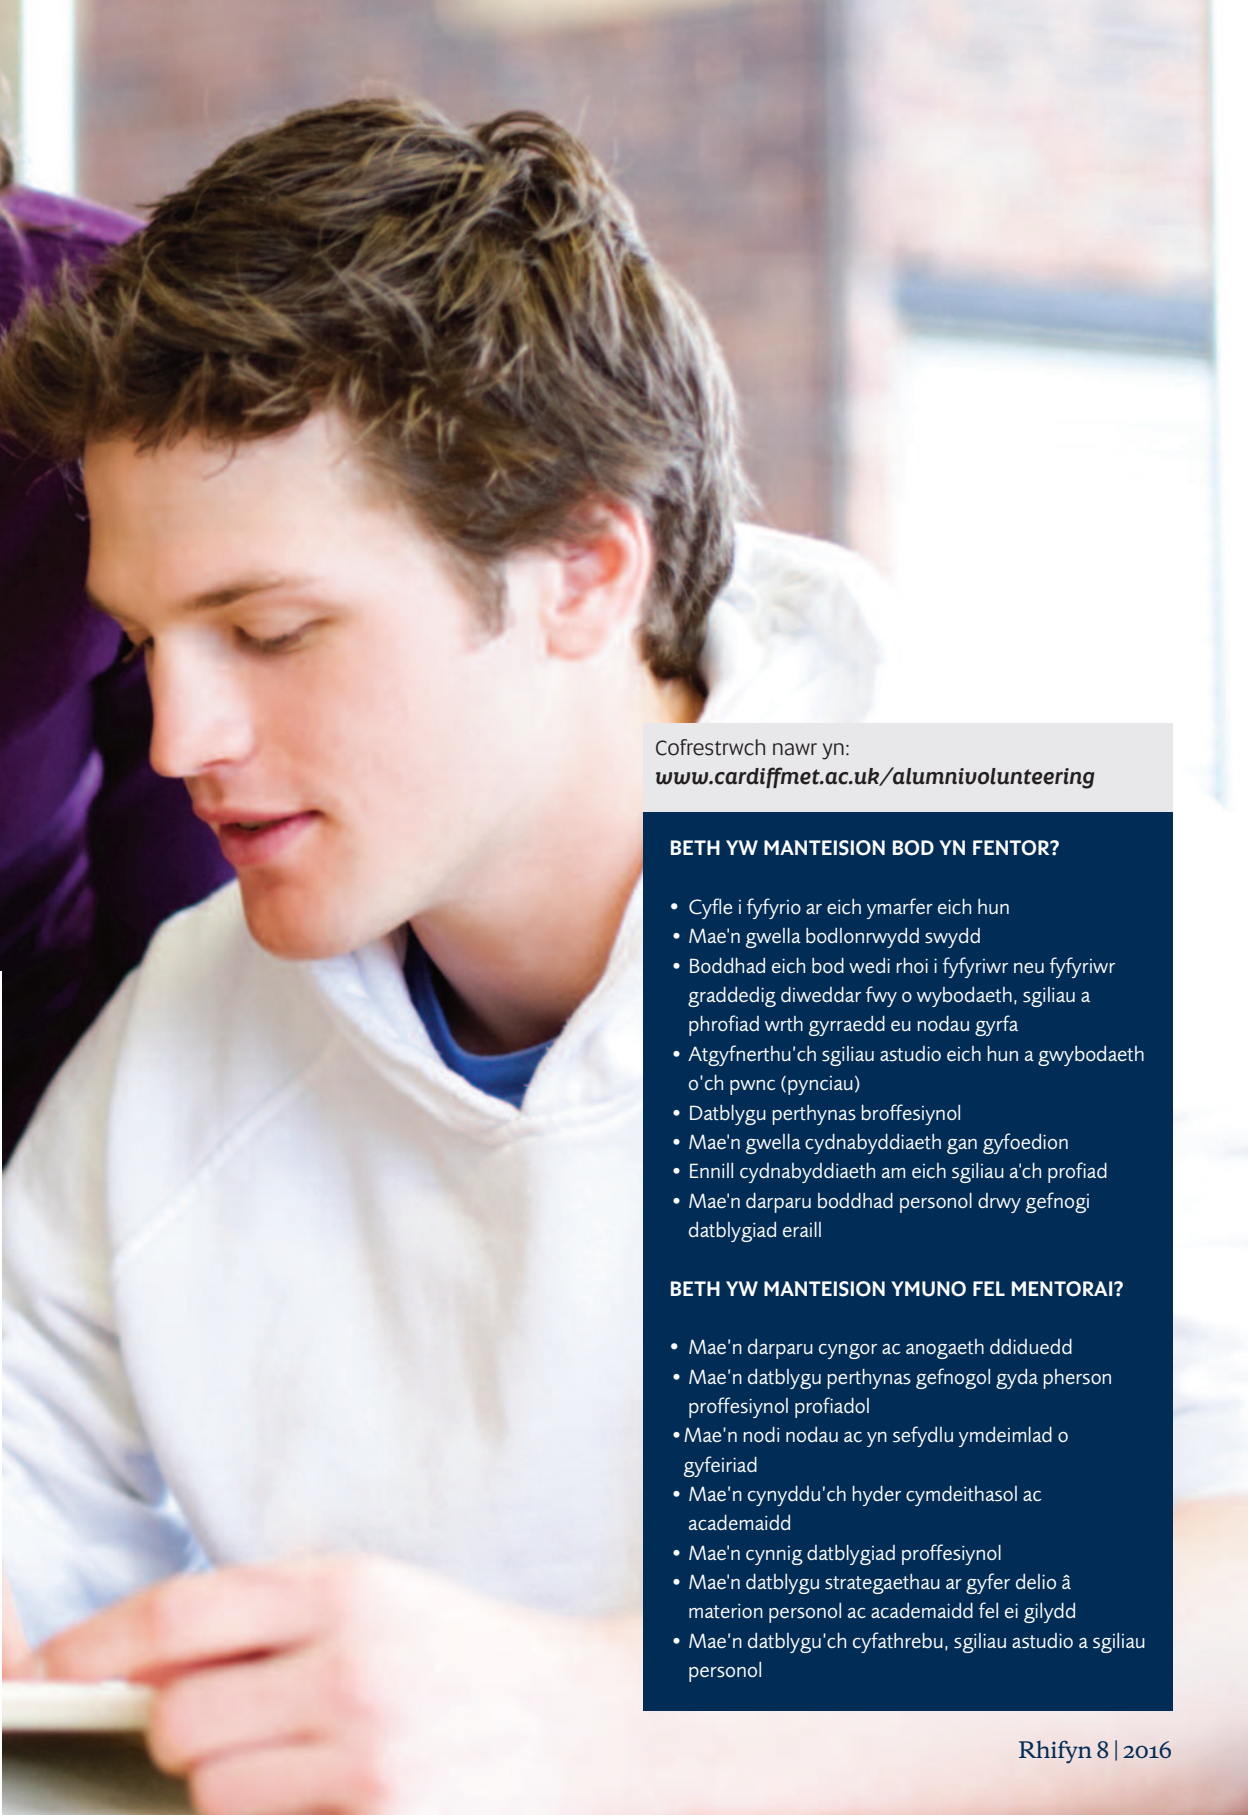 Cofrestrwch nawr yn:
www.cardiffmet.ac.uk/alumnivolunteering
BETH YW MANTEISION BOD YN FENTOR?
• Cyfle i fyfyrio ar eich ymarfer eich hun
• Mae'n gwella bodlonrwydd swydd
• Boddhad eich bod wedi rhoi i fyfyriwr neu fyfyriwr
graddedig diweddar fwy o wybodaeth, sgiliau a
phrofiad wrth gyrraedd eu nodau gyrfa
• Atgyfnerthu'ch sgiliau astudio eich hun a gwybodaeth
o'ch pwnc (pynciau)
• Datblygu perthynas broffesiynol
• Mae'n gwella cydnabyddiaeth gan gyfoedion
• Ennill cydnabyddiaeth am eich sgiliau a'ch profiad
• Mae'n darparu boddhad personol drwy gefnogi
datblygiad eraill
BETH YW MANTEISION YMUNO FEL MENTORAI?
• Mae'n darparu cyngor ac anogaeth ddiduedd
• Mae'n datblygu perthynas gefnogol gyda pherson
proffesiynol profiadol
• Mae'n nodi nodau ac yn sefydlu ymdeimlad o
gyfeiriad
• Mae'n cynyddu'ch hyder cymdeithasol ac
academaidd
• Mae'n cynnig datblygiad proffesiynol
• Mae'n datblygu strategaethau ar gyfer delio â
materion personol ac academaidd fel ei gilydd
• Mae'n datblygu'ch cyfathrebu, sgiliau astudio a sgiliau
personol
Rhifyn 8 | 2016